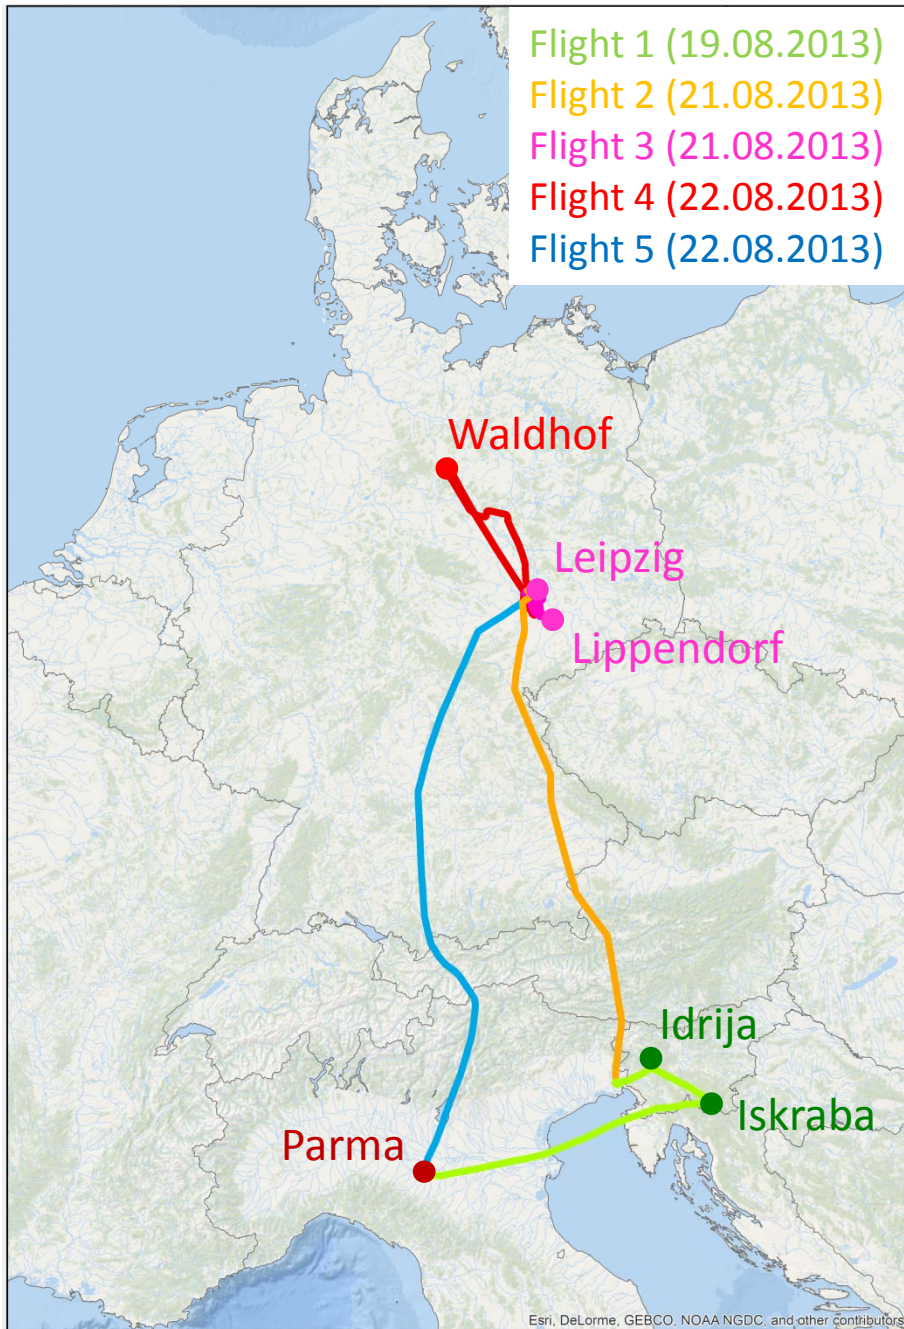 Flight 1 (19.08.2013)
Flight 2 (21.08.2013)
Flight 3 (21.08.2013)
Flight 4 (22.08.2013)
Flight 5 (22.08.2013)
Waldhof
Leipzig
Lippendorf
Idrija
Iskraba
Parma
Esri, DeLorme, GEBCO, NOAA NGDC, and other contributors